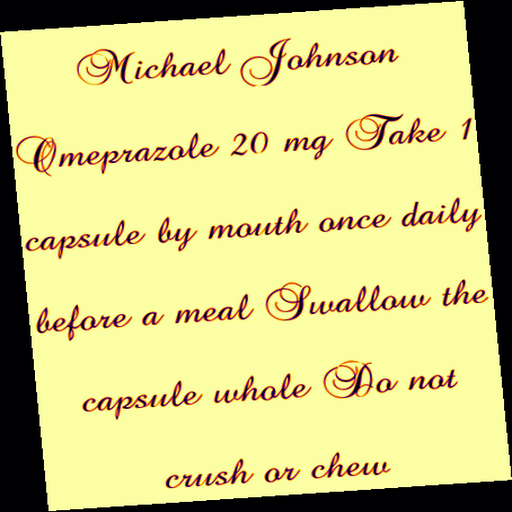 Michael Johnson
Omeprazole 20 mg Take 1
capsule by mouth once daily
before a meal Swallow the
capsule whole Do not
crush or chew